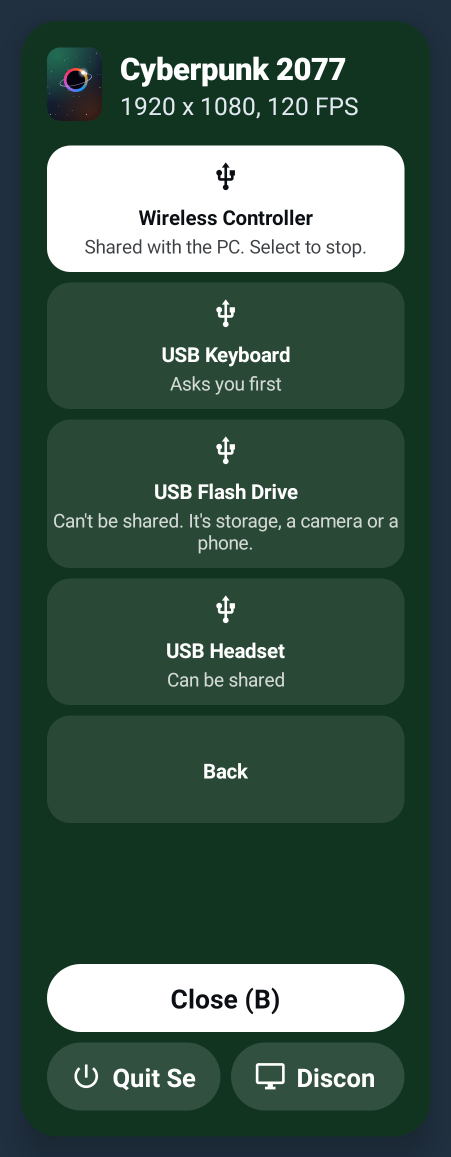 Cyberpunk 2077
1920 x 1080, 120 FPS
Wireless Controller
Shared with the PC. Select to stop.
USB Keyboard
Asks you first
USB Flash Drive
Can't be shared. It's storage, a camera or a
phone.
USB Headset
Can be shared
Back
Close (B)
Quit Se
Discon